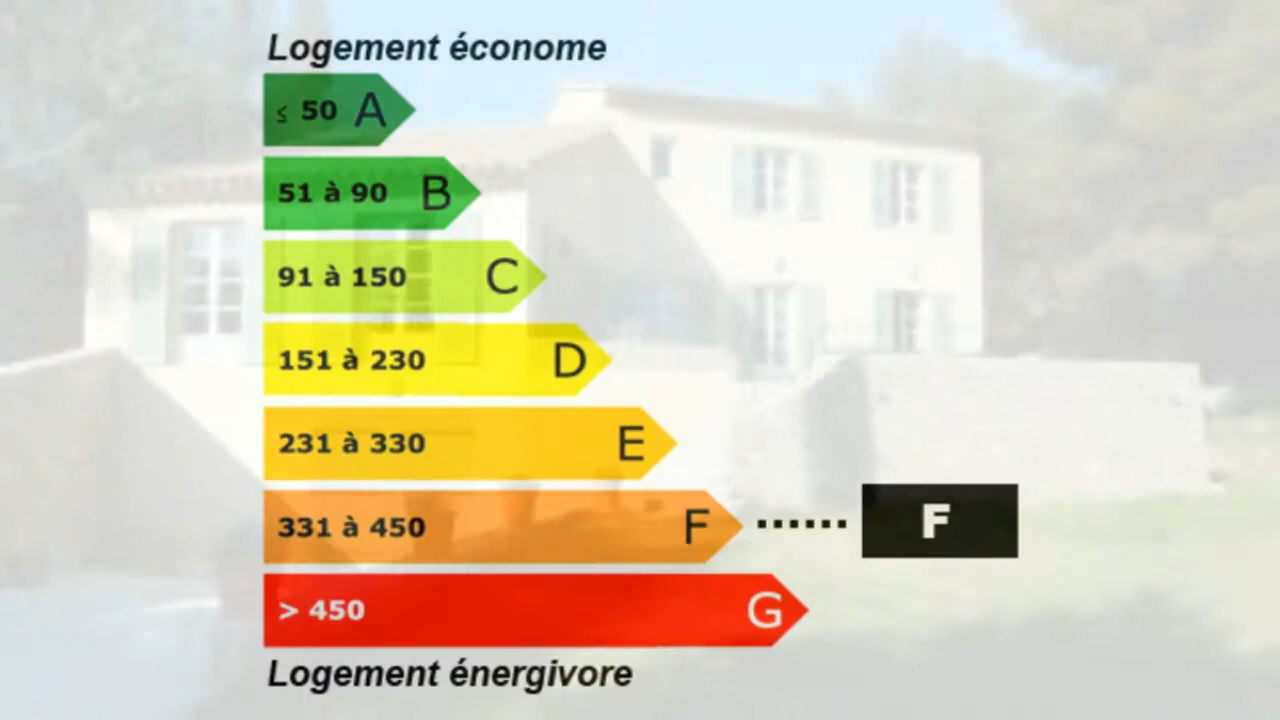 Logement économe
≤ 50 A
51 à 90 B
91 à 150 C
151 à 230 D
231 à 330 E
331 à 450 F F
> 450 G
Logement énergivore